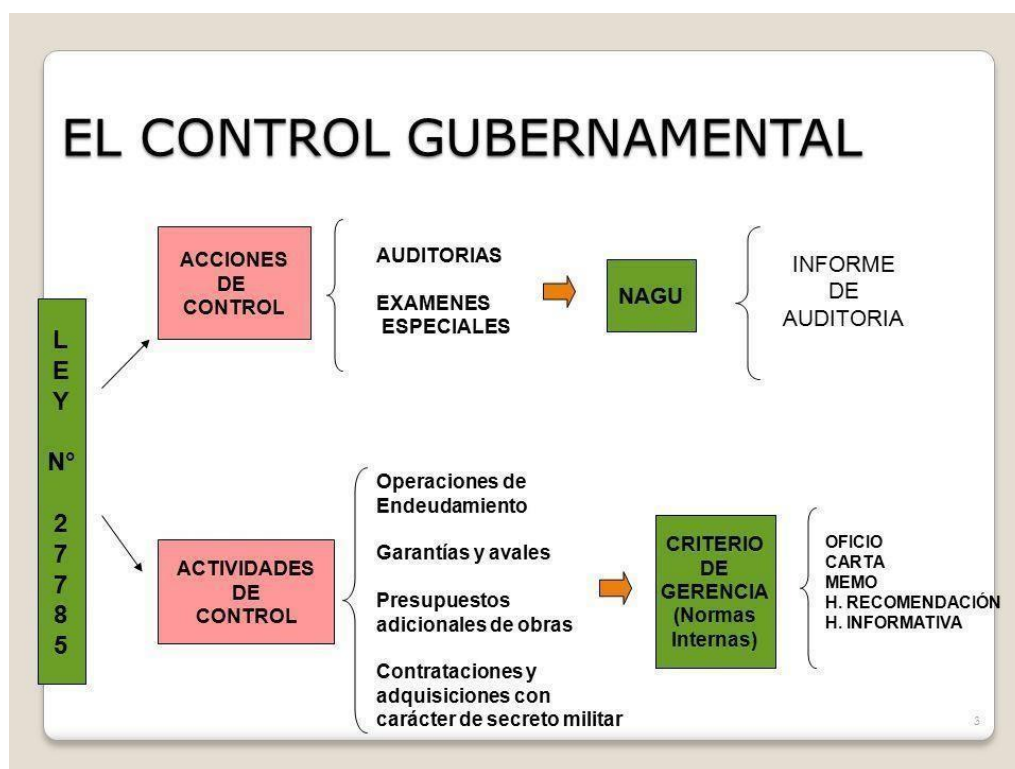 EL CONTROL GUBERNAMENTAL
L
E
Y
N°
2
7
7
8
5
ACCIONES
DE
CONTROL
AUDITORIAS
EXAMENES
ESPECIALES
NAGU
INFORME
DE
AUDITORIA
ACTIVIDADES
DE
CONTROL
Operaciones de
Endeudamiento
Garantías y avales
Presupuestos
adicionales de obras
Contrataciones y
adquisiciones con
carácter de secreto militar
CRITERIO
DE
GERENCIA
(Normas
Internas)
OFICIO
CARTA
MEMO
H. RECOMENDACIÓN
H. INFORMATIVA
3